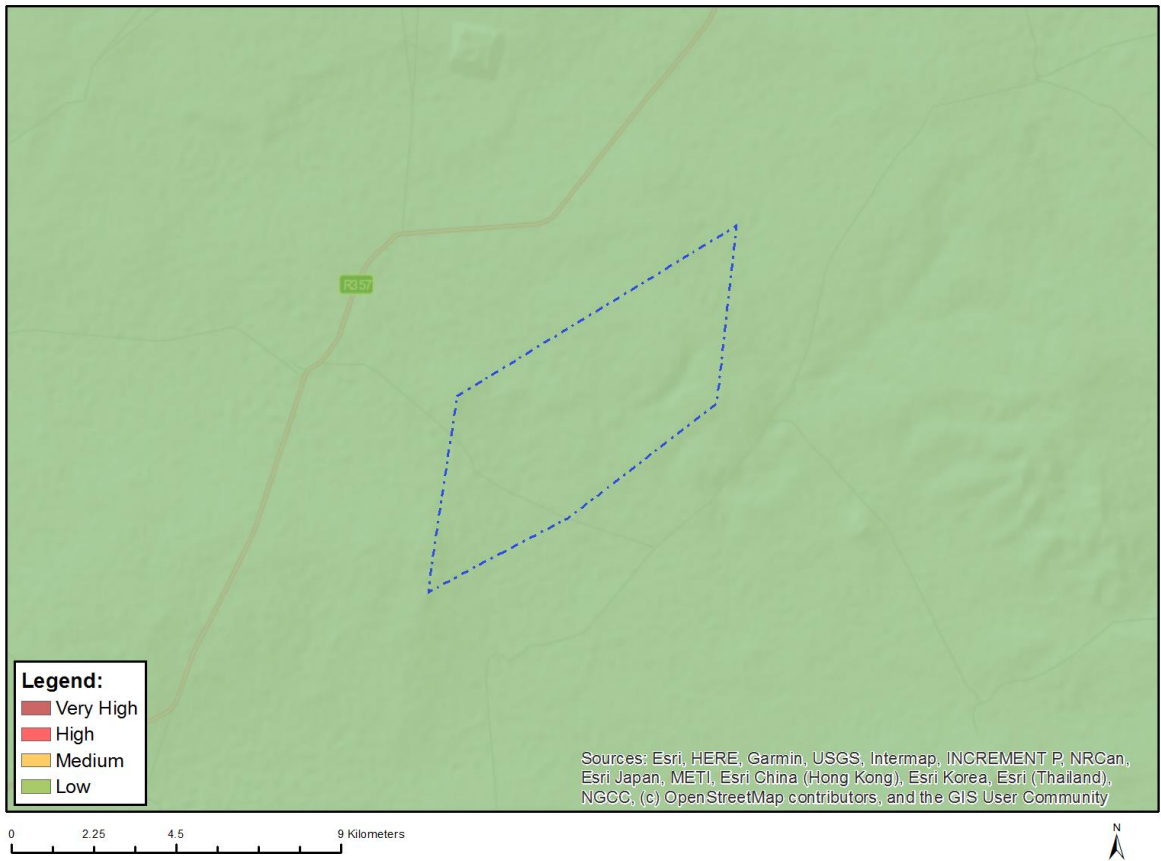 R357
Legend:
Very High
High
Medium
Low
Sources: Esri, HERE, Garmin, USGS, Intermap, INCREMENT P, NRCan,
Esri Japan, METI, Esri China (Hong Kong), Esri Korea, Esri (Thailand),
NGCC, (c) OpenStreetMap contributors, and the GIS User Community
0 2.25 4.5 9 Kilometers
N